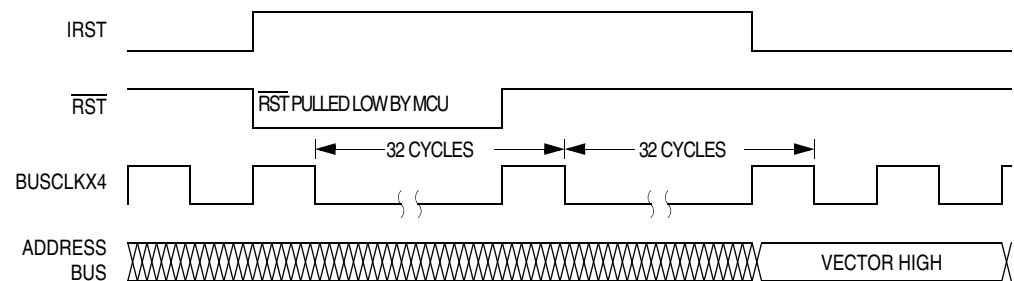 IRST
RST
RST PULLED LOW BY MCU
32 CYCLES
32 CYCLES
BUSCLKX4
ADDRESS
BUS
VECTOR HIGH